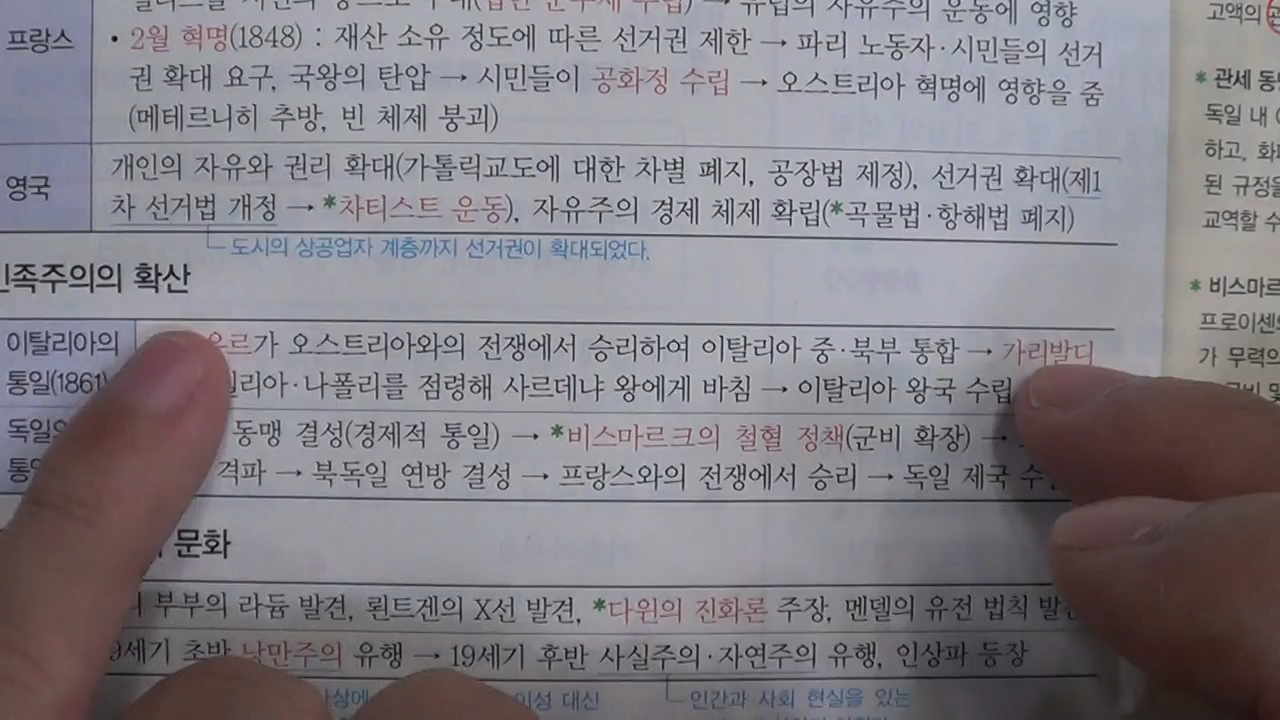 자유주의 운동에 영향
프랑스
• 2월 혁명(1848) : 재산 소유 정도에 따른 선거권 제한 → 파리 노동자·시민들의 선거
권 확대 요구, 국왕의 탄압 → 시민들이 공화정 수립 → 오스트리아 혁명에 영향을 줌
(메테르니히 추방, 빈 체제 붕괴)
영국
개인의 자유와 권리 확대(가톨릭교도에 대한 차별 폐지, 공장법 제정), 선거권 확대(제1
차 선거법 개정 → *차티스트 운동), 자유주의 경제 체제 확립(*곡물법·항해법 폐지)
도시의 상공업자 계층까지 선거권이 확대되었다.
민족주의의 확산
이탈리아의
통일(1861)
우르가 오스트리아와의 전쟁에서 승리하여 이탈리아 중·북부 통합 → 가리발디
나폴리를 점령해 사르데냐 왕에게 바침 → 이탈리아 왕국 수립
동맹 결성(경제적 통일) → *비스마르크의 철혈 정책(군비 확장) →
격파 → 북독일 연방 결성 → 프랑스와의 전쟁에서 승리 → 독일 제국
문화
부부의 라듐 발견, 뢴트겐의 X선 발견, *다윈의 진화론 주장, 멘델의 유전 법칙
9세기 초반 낭만주의 유행 → 19세기 후반 사실주의·자연주의 유행, 인상파 등장
이성 대신
인간과 사회 현실을 있는
고액의
* 관세 동
독일 내
하고,
된 규정
교역할 수
* 비스마르
프로이센
가 무력의